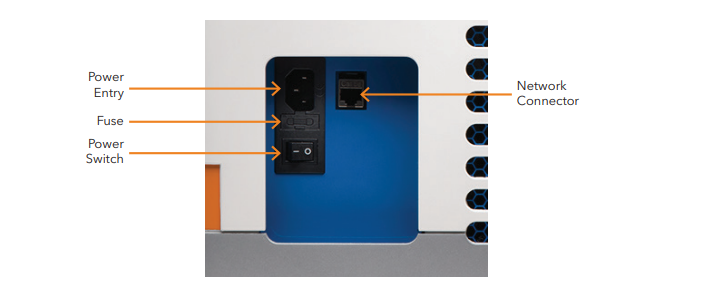 Power
Entry
Fuse
Power
Switch
Network
Connector